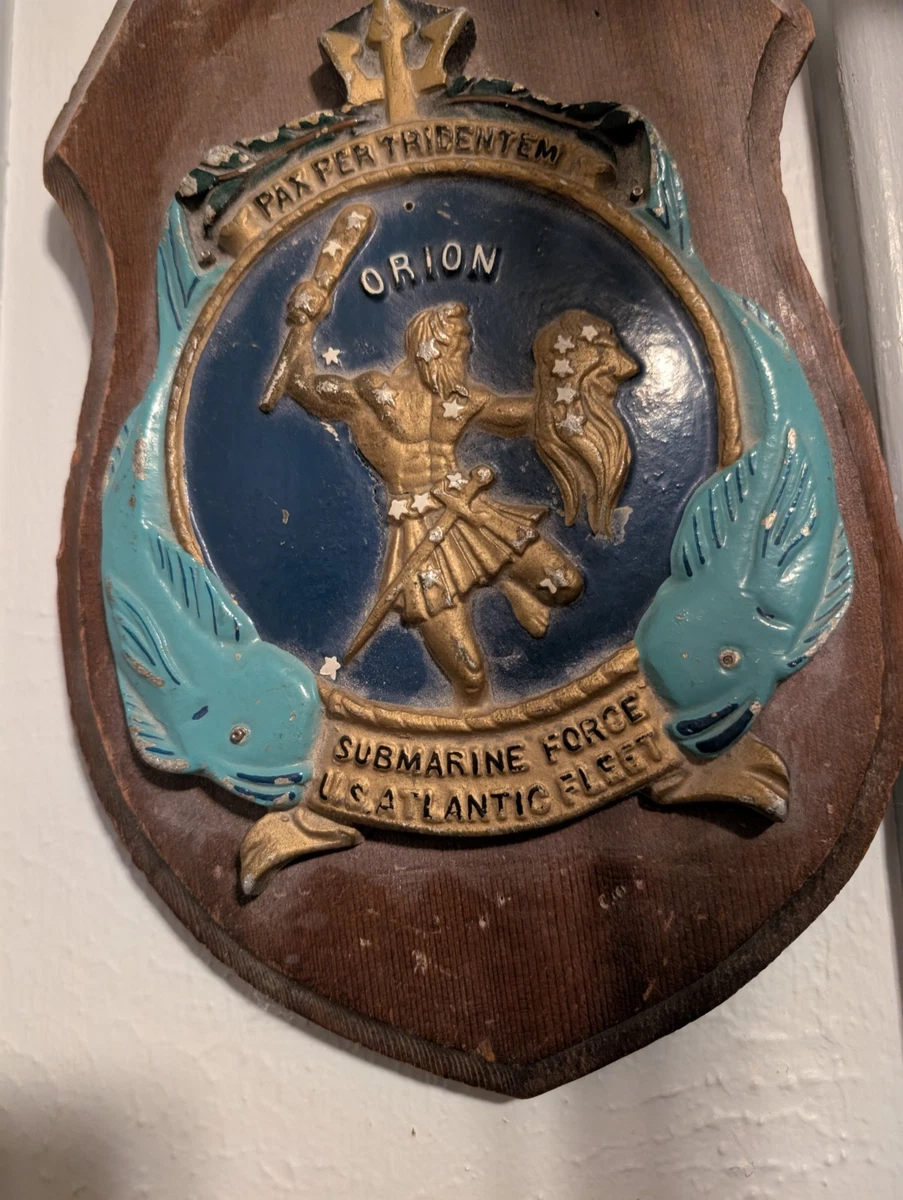 PAX PER TRIDENTEM
ORION
SUBMARINE FORCE
U.S. ATLANTIC FLEET